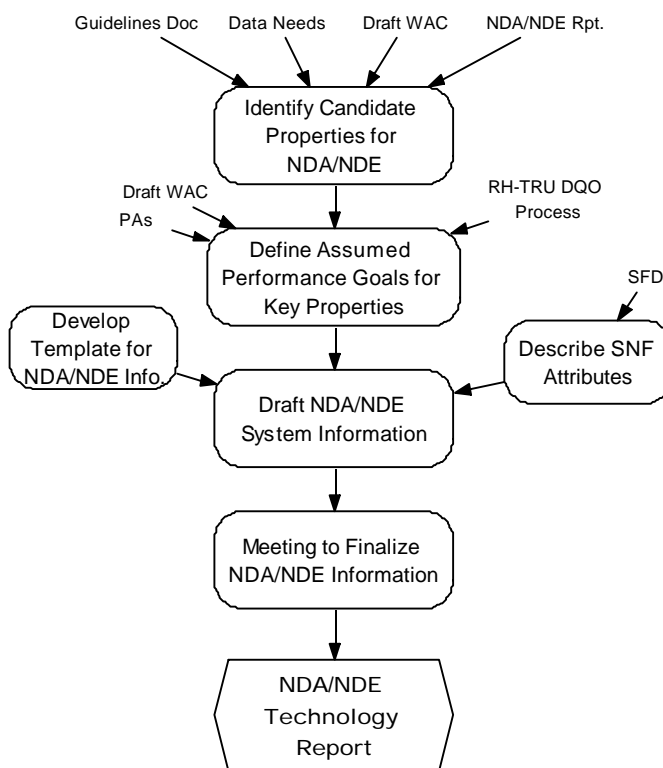 Guidelines Doc
Data Needs
Draft WAC
NDA/NDE Rpt.
Identify Candidate
Properties for
NDA/NDE
Draft WAC
PAs
RH-TRU DQO
Process
Define Assumed
Performance Goals for
Key Properties
SFD
Develop
Template for
NDA/NDE Info.
Describe SNF
Attributes
Draft NDA/NDE
System Information
Meeting to Finalize
NDA/NDE Information
NDA/NDE
Technology
Report